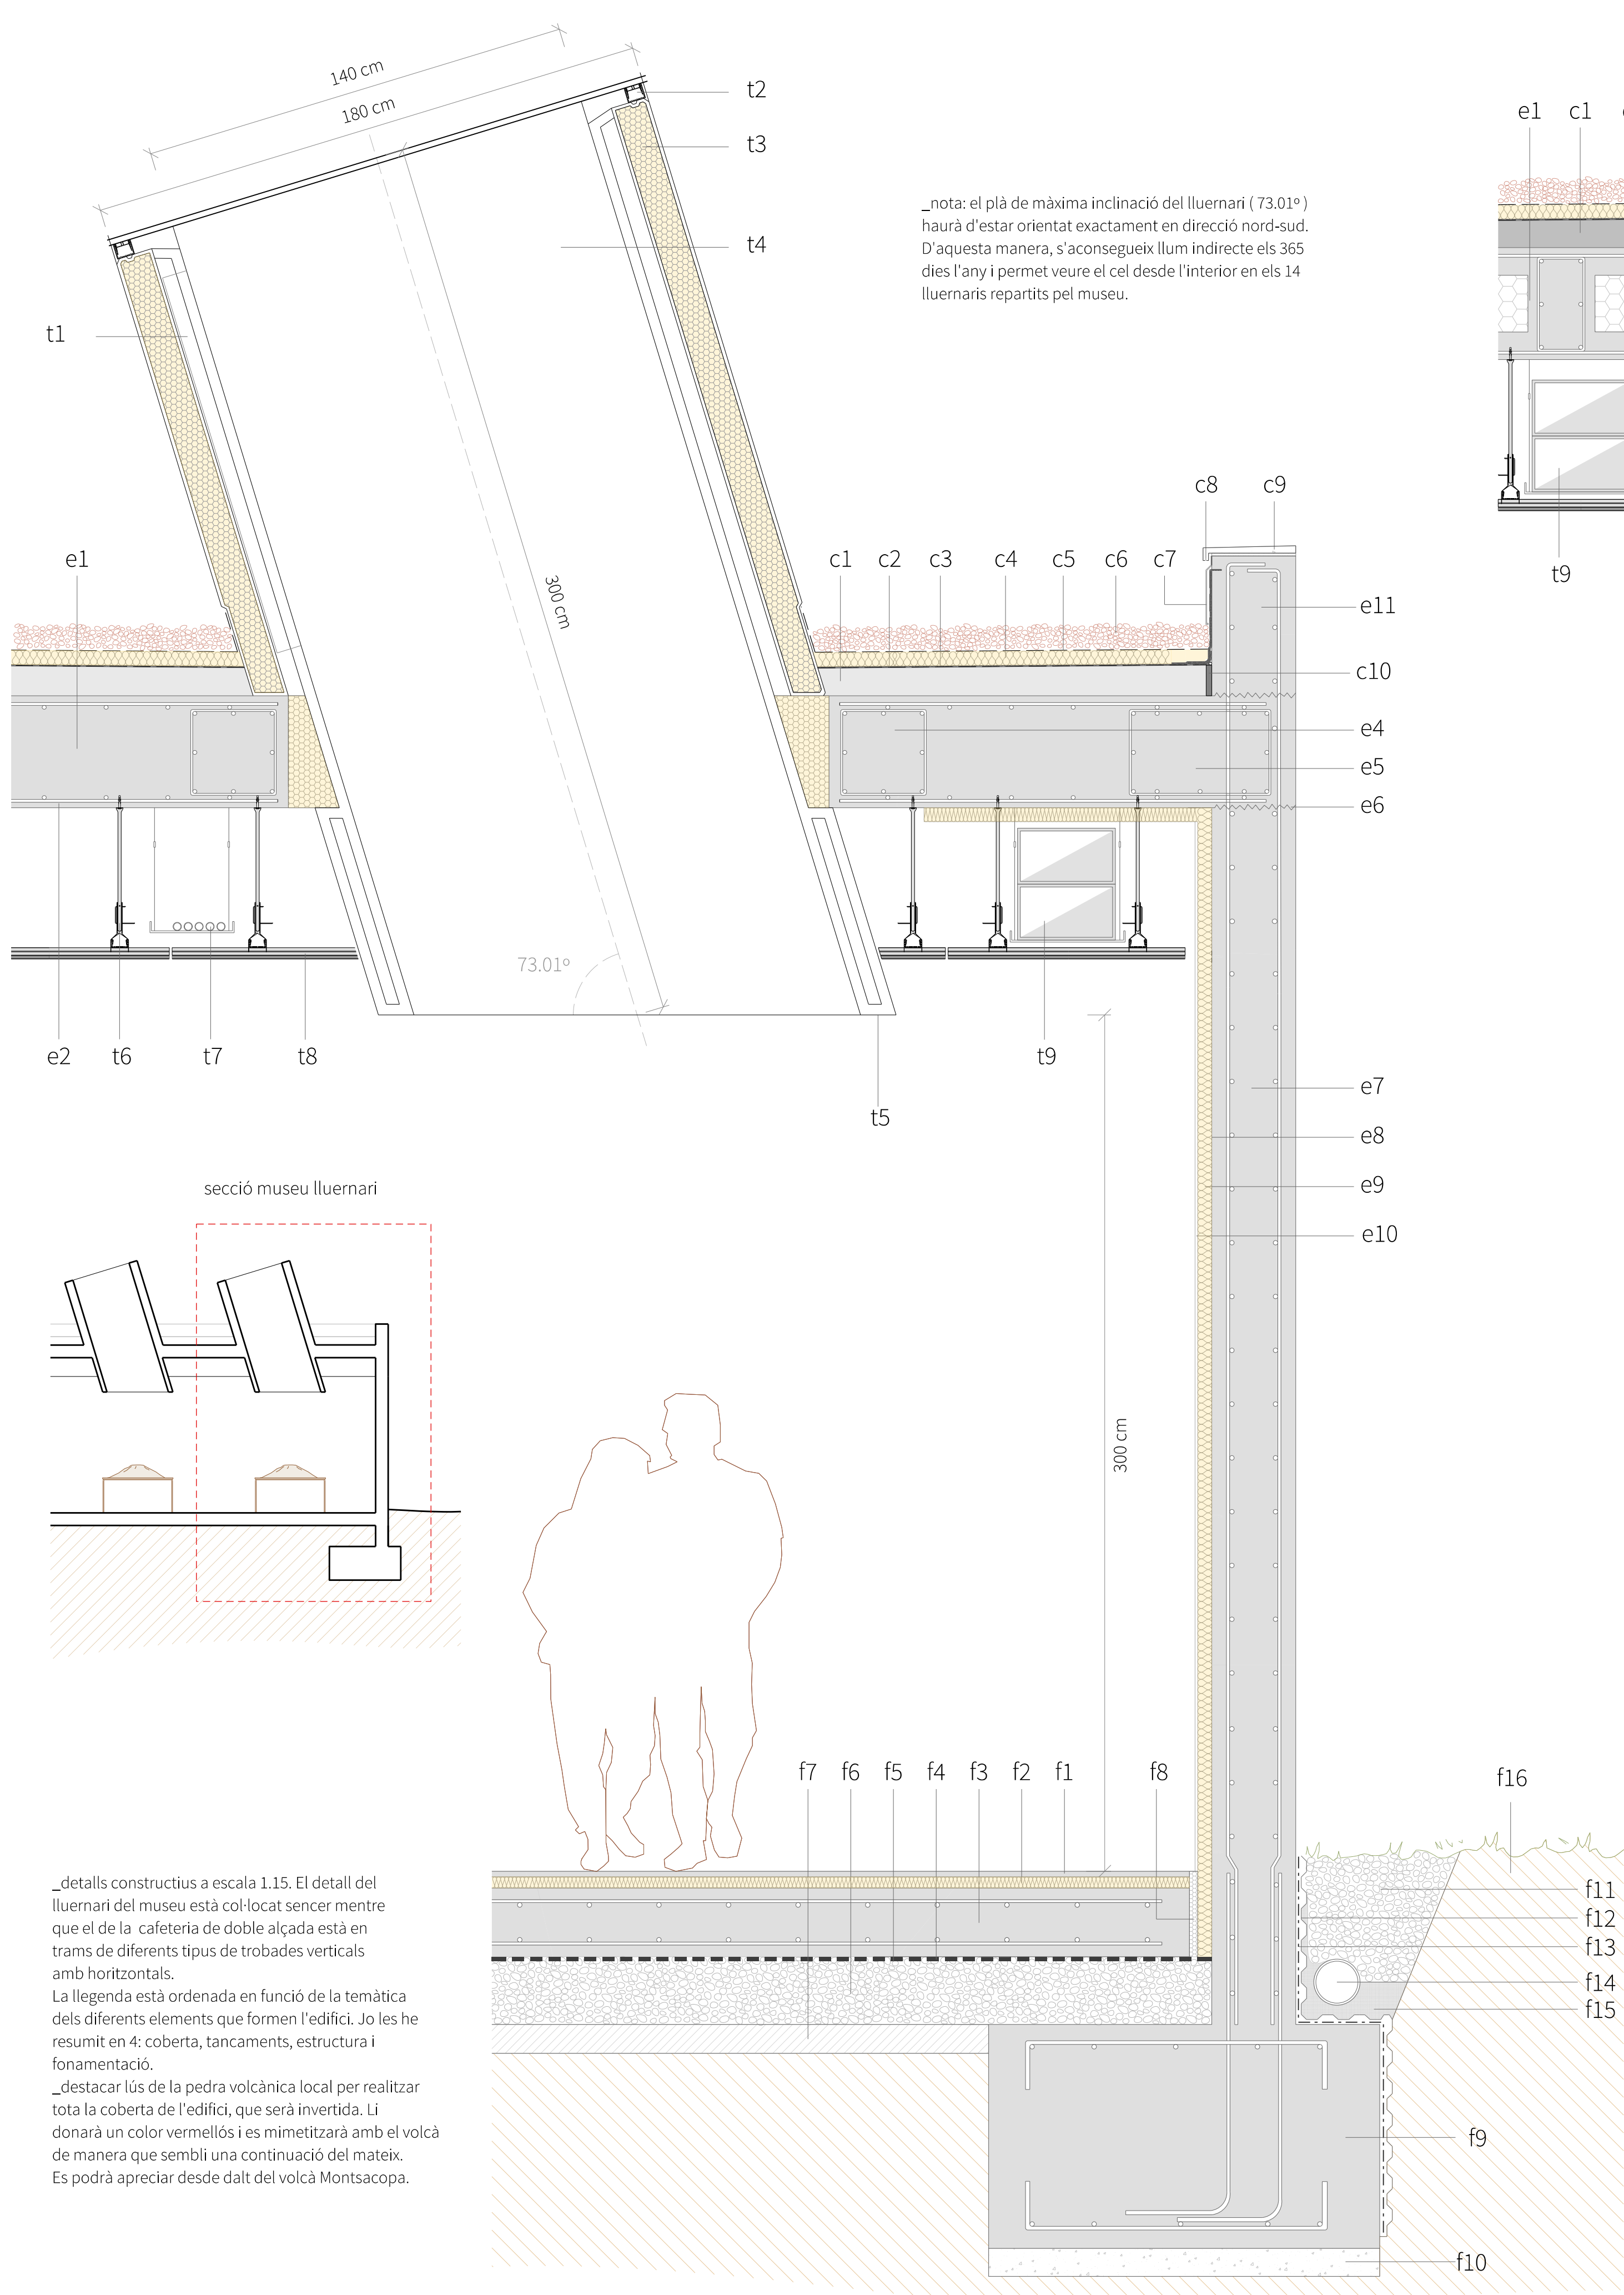 140 cm
180 cm
t2
t3
t4
t1
_nota: el plà de màxima inclinació del lluernari ( 73.01º )
haurà d'estar orientat exactament en direcció nord-sud.
D'aquesta manera, s'aconsegueix llum indirecte els 365
dies l'any i permet veure el cel desde l'interior en els 14
lluernaris repartits pel museu.
e1 c1
t9
c8 c9
e1
c1 c2 c3 c4 c5 c6 c7
300 cm
e11
c10
e4
e5
e6
73.01º
e2 t6 t7 t8
t9
t5
e7
e8
e9
e10
secció museu lluernari
300 cm
f7 f6 f5 f4 f3 f2 f1 f8
f16
f11
f12
f13
f14
f15
f9
f10
_detalls constructius a escala 1.15. El detall del
lluernari del museu està col·locat sencer mentre
que el de la cafeteria de doble alçada està en
trams de diferents tipus de trobades verticals
amb horitzontals.
La llegenda està ordenada en funció de la temàtica
dels diferents elements que formen l'edifici. Jo les he
resumit en 4: coberta, tancaments, estructura i
fonamentació.
_destacar lús de la pedra volcànica local per realitzar
tota la coberta de l'edifici, que serà invertida. Li
donarà un color vermellós i es mimetitzarà amb el volcà
de manera que sembli una continuació del mateix.
Es podrà apreciar desde dalt del volcà Montsacopa.